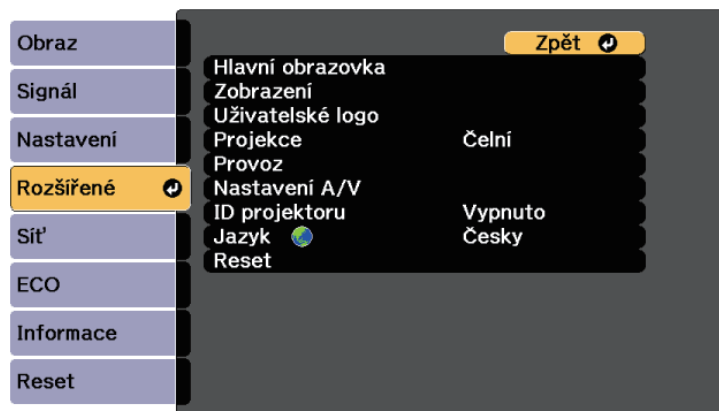 Obraz
Signál
Nastavení
Rozšířené
Síť
ECO
Informace
Reset
Zpět
Hlavní obrazovka
Zobrazení
Uživatelské logo
Projekce Čelní
Provoz
Nastavení A/V
ID projektoru Vypnuto
Jazyk Česky
Reset